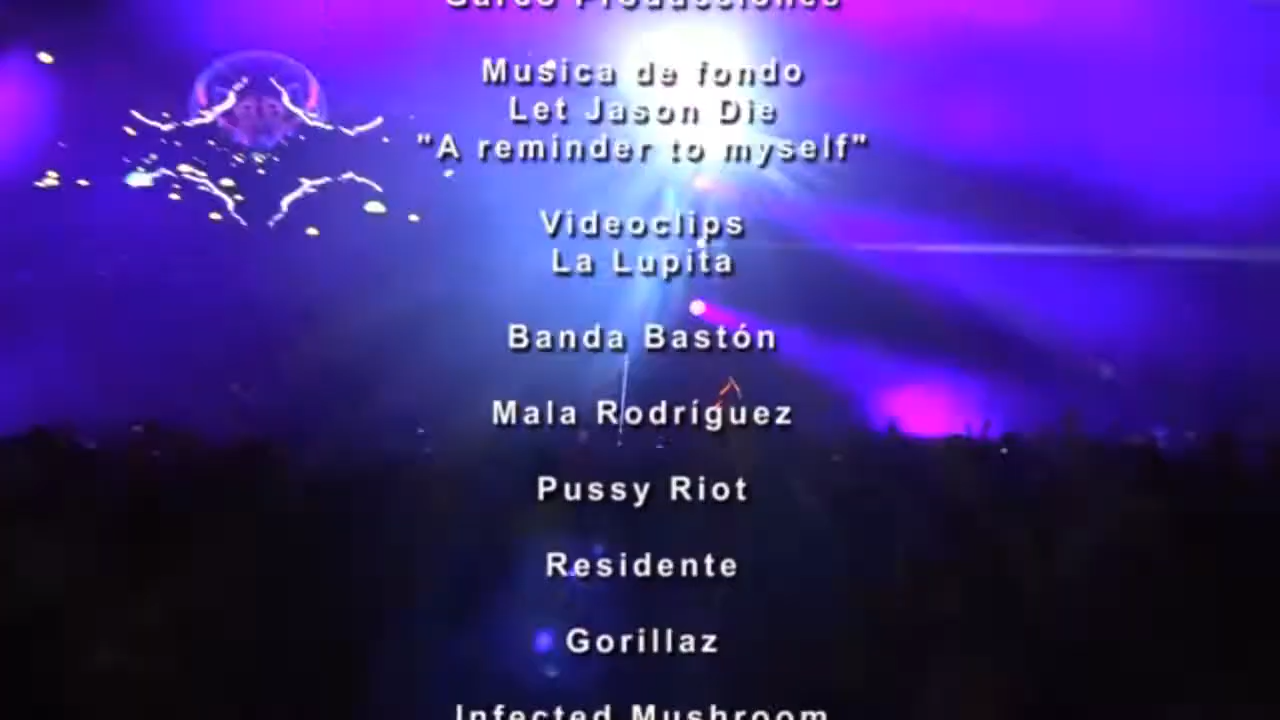 Producciones
Musica de fondo
Let Jason Die
"A reminder to myself"
Videoclips
La Lupita
Banda Bastón
Mala Rodríguez
Pussy Riot
Residente
Gorillaz
Infected Mushroom